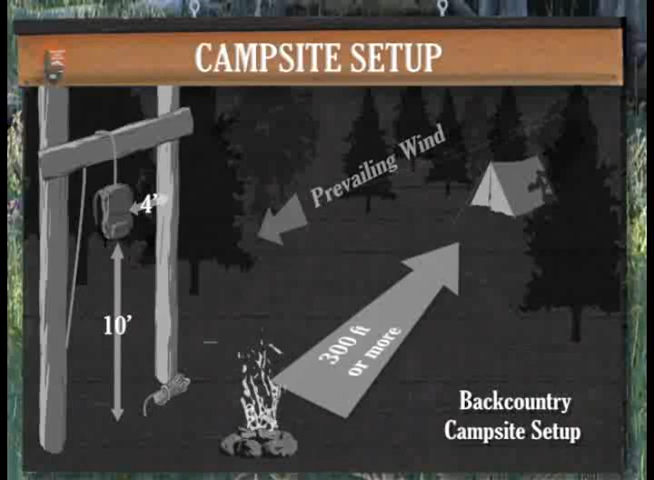 CAMPSITE SETUP
Prevailing Wind
4'
10'
300 ft
or more
Backcountry
Campsite Setup